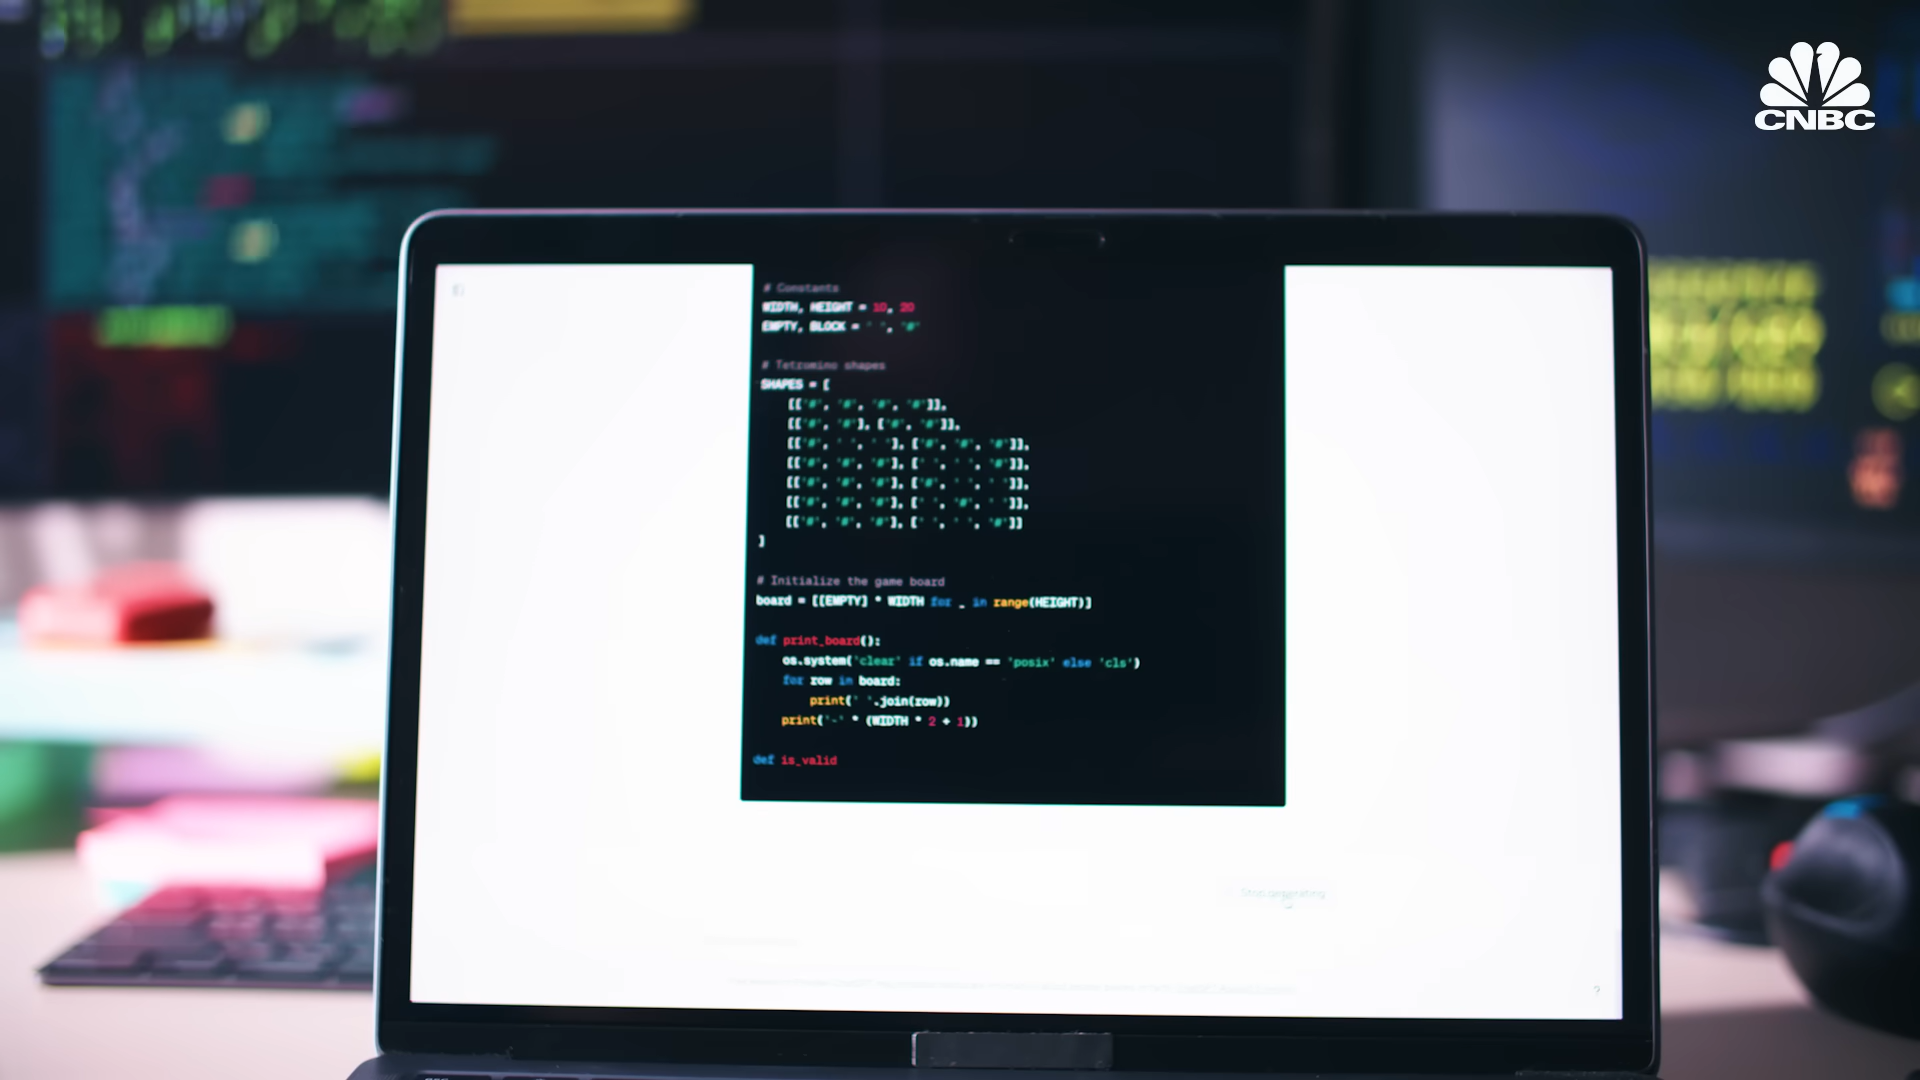 CNBC
# Constants
WIDTH, HEIGHT = 10, 20
EMPTY, BLOCK = ' ', '#'
# Tetromino shapes
SHAPES = [
[['#', '#', '#', '#']],
[['#', '#'], ['#', '#']],
[['#', ' ', ' '], ['#', '#', '#']],
[['#', '#', '#'], [' ', ' ', '#']],
[['#', '#', '#'], ['#', ' ', ' ']],
[['#', '#', '#'], [' ', '#', ' ']],
[['#', '#', '#'], [' ', ' ', '#']]
]
# Initialize the game board
board = [[EMPTY] * WIDTH for _ in range(HEIGHT)]
def print_board():
os.system('clear' if os.name == 'posix' else 'cls')
for row in board:
print(' '.join(row))
print('-' * (WIDTH * 2 + 1))
def is_valid
Stop generating
?